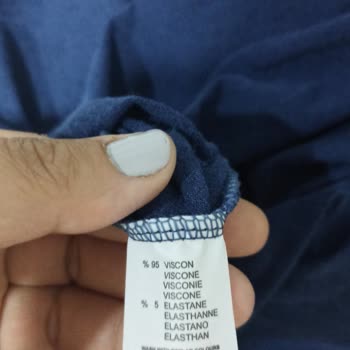 % 95 VISCON
VISCONE
VISCONIE
VISCONE
% 5 ELASTANE
ELASTHANNE
ELASTANO
ELASTHAN